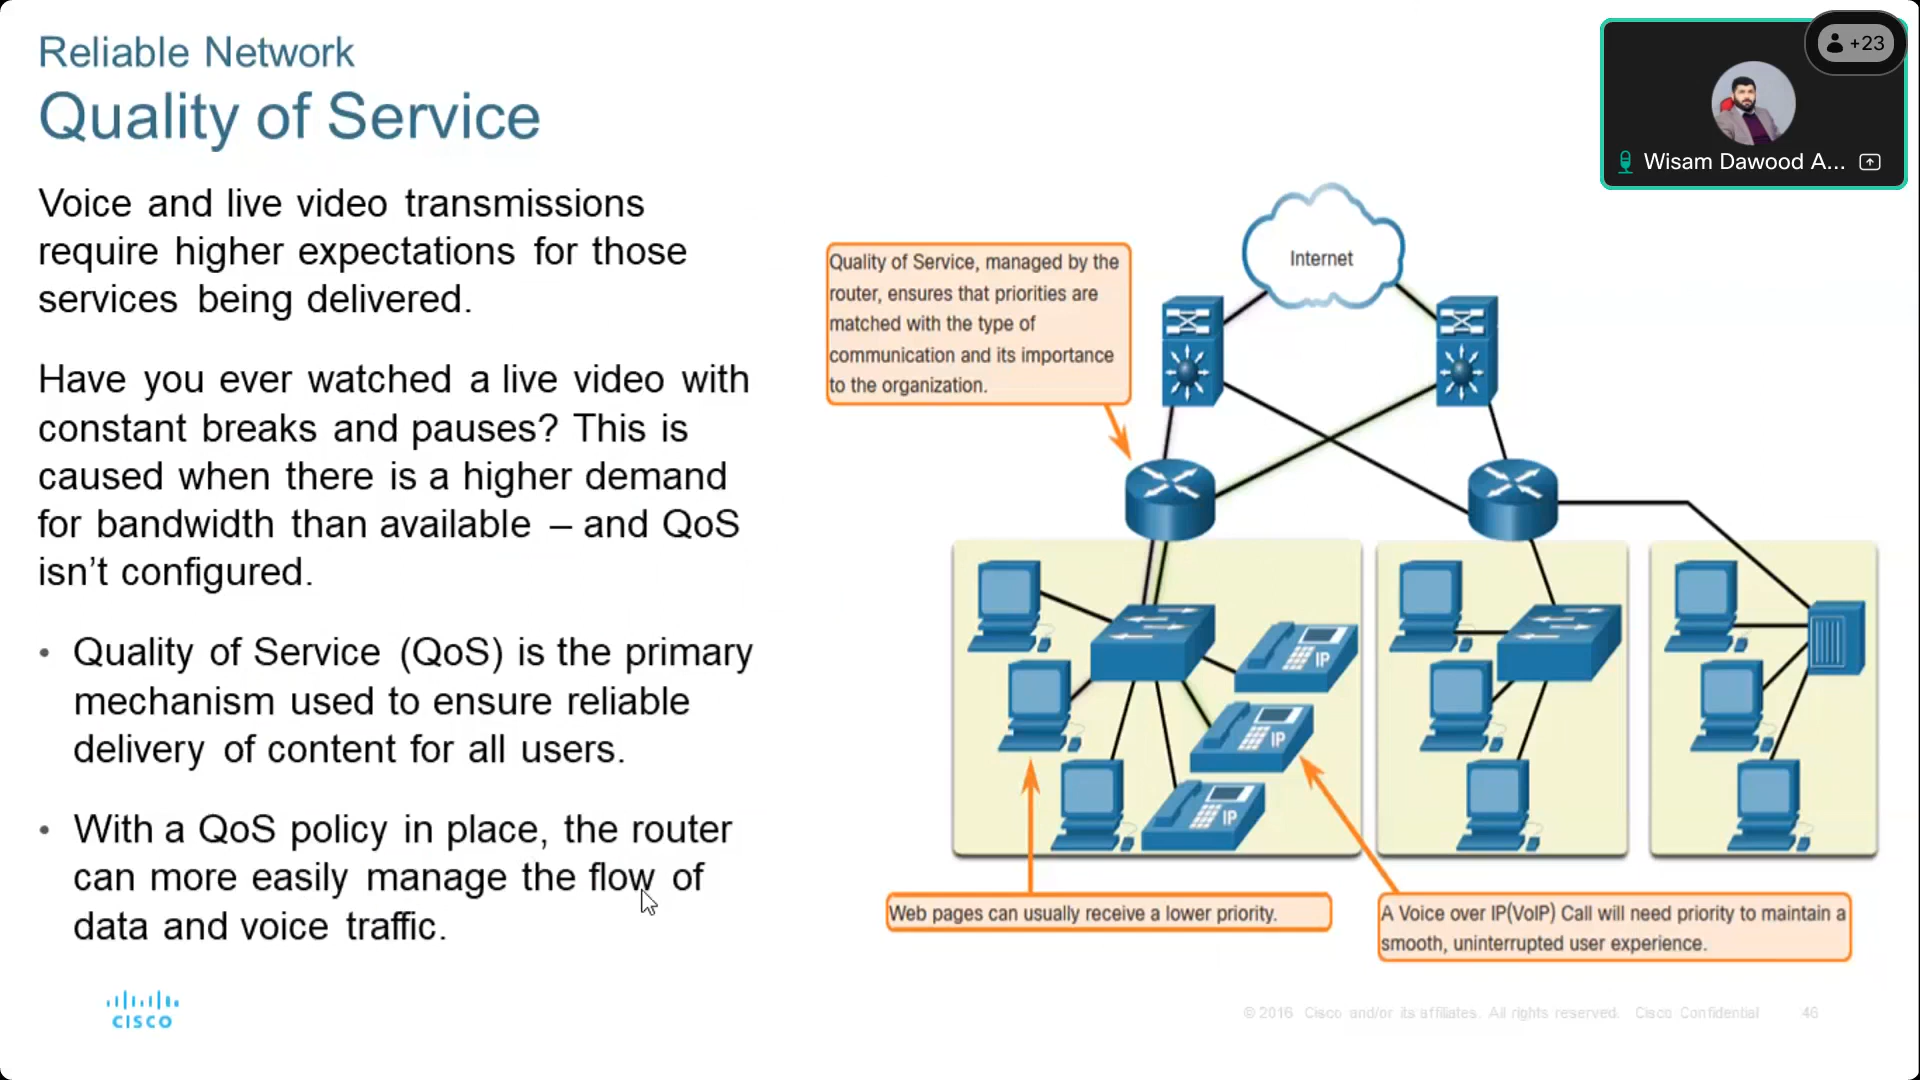 Reliable Network
Quality of Service
Voice and live video transmissions
require higher expectations for those
services being delivered.
Have you ever watched a live video with
constant breaks and pauses? This is
caused when there is a higher demand
for bandwidth than available – and QoS
isn’t configured.
• Quality of Service (QoS) is the primary
mechanism used to ensure reliable
delivery of content for all users.
• With a QoS policy in place, the router
can more easily manage the flow of
data and voice traffic.
Quality of Service, managed by the
router, ensures that priorities are
matched with the type of
communication and its importance
to the organization.
Internet
IP
IP
IP
Web pages can usually receive a lower priority.
A Voice over IP(VoIP) Call will need priority to maintain a
smooth, uninterrupted user experience.
+23
Wisam Dawood A...
CISCO
© 2016 Cisco and/or its affiliates. All rights reserved. Cisco Confidential 46